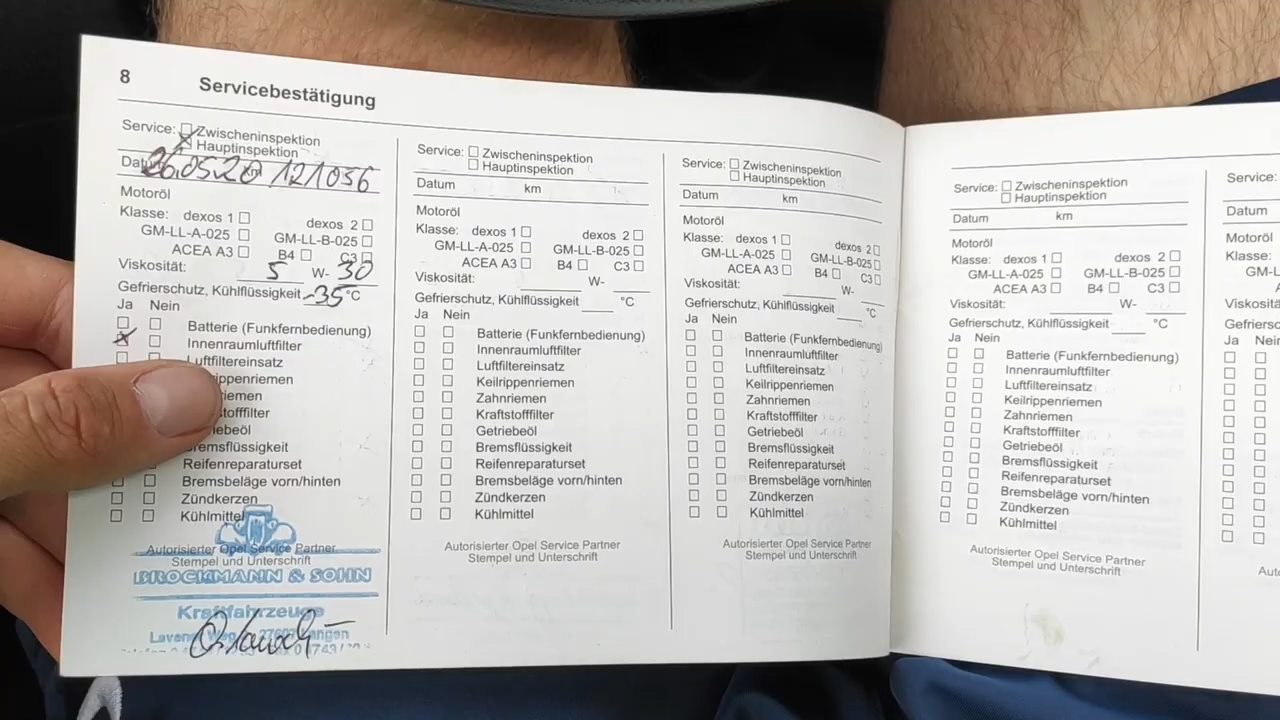 8 Servicebestätigung
Service: Zwischeninspektion
Hauptinspektion
Datum 26.05.20 / 121056
Motoröl
Klasse: dexos 1 dexos 2
GM-LL-A-025 GM-LL-B-025
ACEA A3 B4 C3
Viskosität: 5 W- 30
Gefrierschutz, Kühlflüssigkeit -35 °C
Ja Nein
Batterie (Funkfernbedienung)
Innenraumluftfilter
Luftfiltereinsatz
Bremsflüssigkeit
Reifenreparaturset
Bremsbeläge vorn/hinten
Zündkerzen
Kühlmittel
Autorisierter Opel Service Partner
Stempel und Unterschrift
BROCKMANN & SOHN
Kraftfahrzeuge
Service: Zwischeninspektion
Hauptinspektion
Datum km
Motoröl
Klasse: dexos 1 dexos 2
GM-LL-A-025 GM-LL-B-025
ACEA A3 B4 C3
Viskosität: W-
Gefrierschutz, Kühlflüssigkeit °C
Ja Nein
Batterie (Funkfernbedienung)
Innenraumluftfilter
Luftfiltereinsatz
Keilrippenriemen
Zahnriemen
Kraftstofffilter
Getriebeöl
Bremsflüssigkeit
Reifenreparaturset
Bremsbeläge vorn/hinten
Zündkerzen
Kühlmittel
Autorisierter Opel Service Partner
Stempel und Unterschrift
Service: Zwischeninspektion
Hauptinspektion
Datum km
Motoröl
Klasse: dexos 1 dexos 2
GM-LL-A-025 GM-LL-B-025
ACEA A3 B4 C3
Viskosität: W-
Gefrierschutz, Kühlflüssigkeit °C
Ja Nein
Batterie (Funkfernbedienung)
Innenraumluftfilter
Luftfiltereinsatz
Keilrippenriemen
Zahnriemen
Kraftstofffilter
Getriebeöl
Bremsflüssigkeit
Reifenreparaturset
Bremsbeläge vorn/hinten
Zündkerzen
Kühlmittel
Autorisierter Opel Service Partner
Stempel und Unterschrift
Service: Zwischeninspektion
Hauptinspektion
Datum km
Motoröl
Klasse: dexos 1 dexos 2
GM-LL-A-025 GM-LL-B-025
ACEA A3 B4 C3
Viskosität: W-
Gefrierschutz, Kühlflüssigkeit °C
Ja Nein
Batterie (Funkfernbedienung)
Innenraumluftfilter
Luftfiltereinsatz
Keilrippenriemen
Zahnriemen
Kraftstofffilter
Getriebeöl
Bremsflüssigkeit
Reifenreparaturset
Bremsbeläge vorn/hinten
Zündkerzen
Kühlmittel
Autorisierter Opel Service Partner
Stempel und Unterschrift
Service:
Datum
Motoröl
Klasse:
Ja